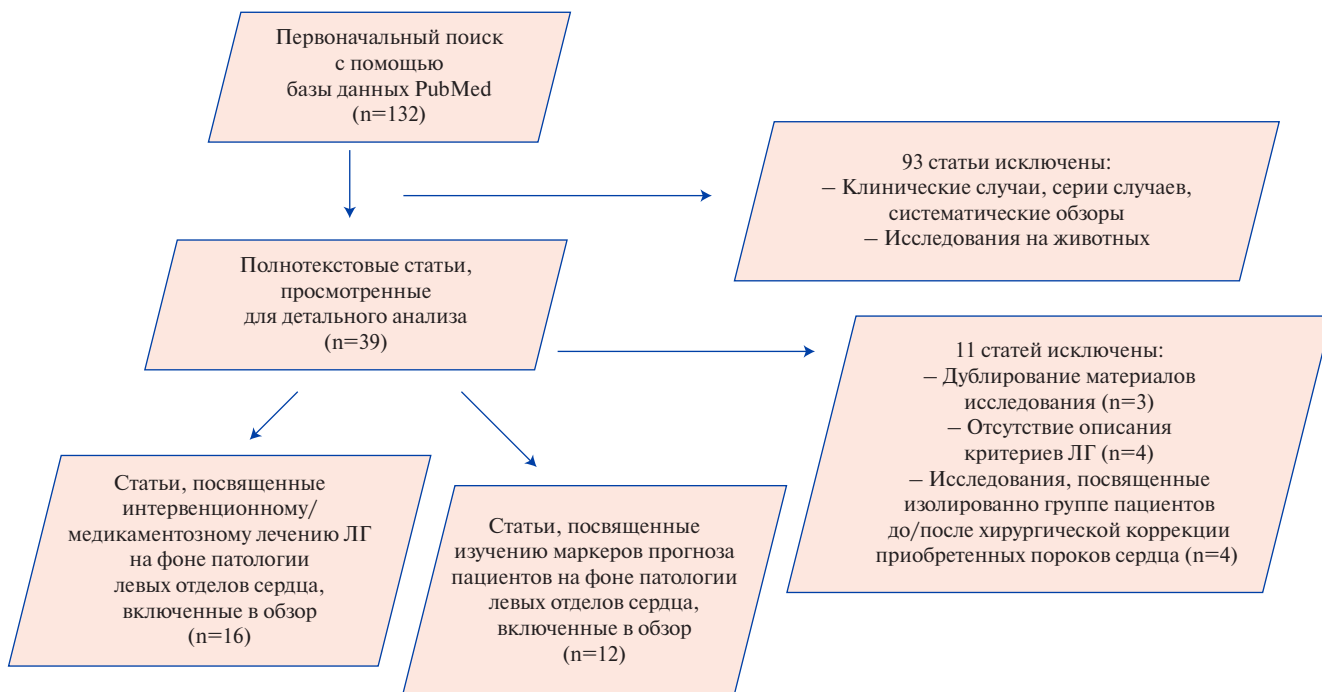 Первоначальный поиск
с помощью
базы данных PubMed
(n=132)
93 статьи исключены:
– Клинические случаи, серии случаев,
систематические обзоры
– Исследования на животных
Полнотекстовые статьи,
просмотренные
для детального анализа
(n=39)
11 статей исключены:
– Дублирование материалов
исследования (n=3)
– Отсутствие описания
критериев ЛГ (n=4)
– Исследования, посвященные
изолированно группе пациентов
до/после хирургической коррекции
приобретенных пороков сердца (n=4)
Статьи, посвященные
интервенционному/
медикаментозному лечению ЛГ
на фоне патологии
левых отделов сердца,
включенные в обзор
(n=16)
Статьи, посвященные
изучению маркеров прогноза
пациентов на фоне патологии
левых отделов сердца,
включенные в обзор
(n=12)